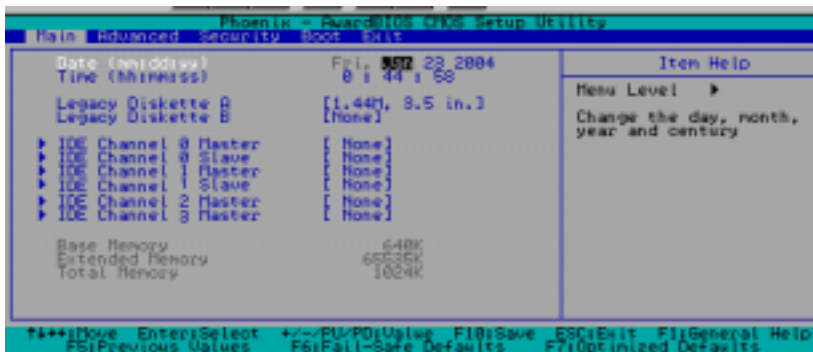 Phoenix - AwardBIOS CMOS Setup Utility
Main Advanced Security Boot Exit
Date (mm:dd:yy) Fri, Jan 23 2004
Time (hh:mm:ss) 0 : 44 : 58
Legacy Diskette A [1.44M, 3.5 in.]
Legacy Diskette B [None]
IDE Channel 0 Master [ None]
IDE Channel 0 Slave [ None]
IDE Channel 1 Master [ None]
IDE Channel 1 Slave [ None]
IDE Channel 2 Master [ None]
IDE Channel 3 Master [ None]
Base Memory 640K
Extended Memory 65535K
Total Memory 1024K
Item Help
Menu Level
Change the day, month,
year and century
:Move Enter:Select +/-/PU/PD:Value F10:Save ESC:Exit F1:General Help
F5:Previous Values F6:Fail-Safe Defaults F7:Optimized Defaults